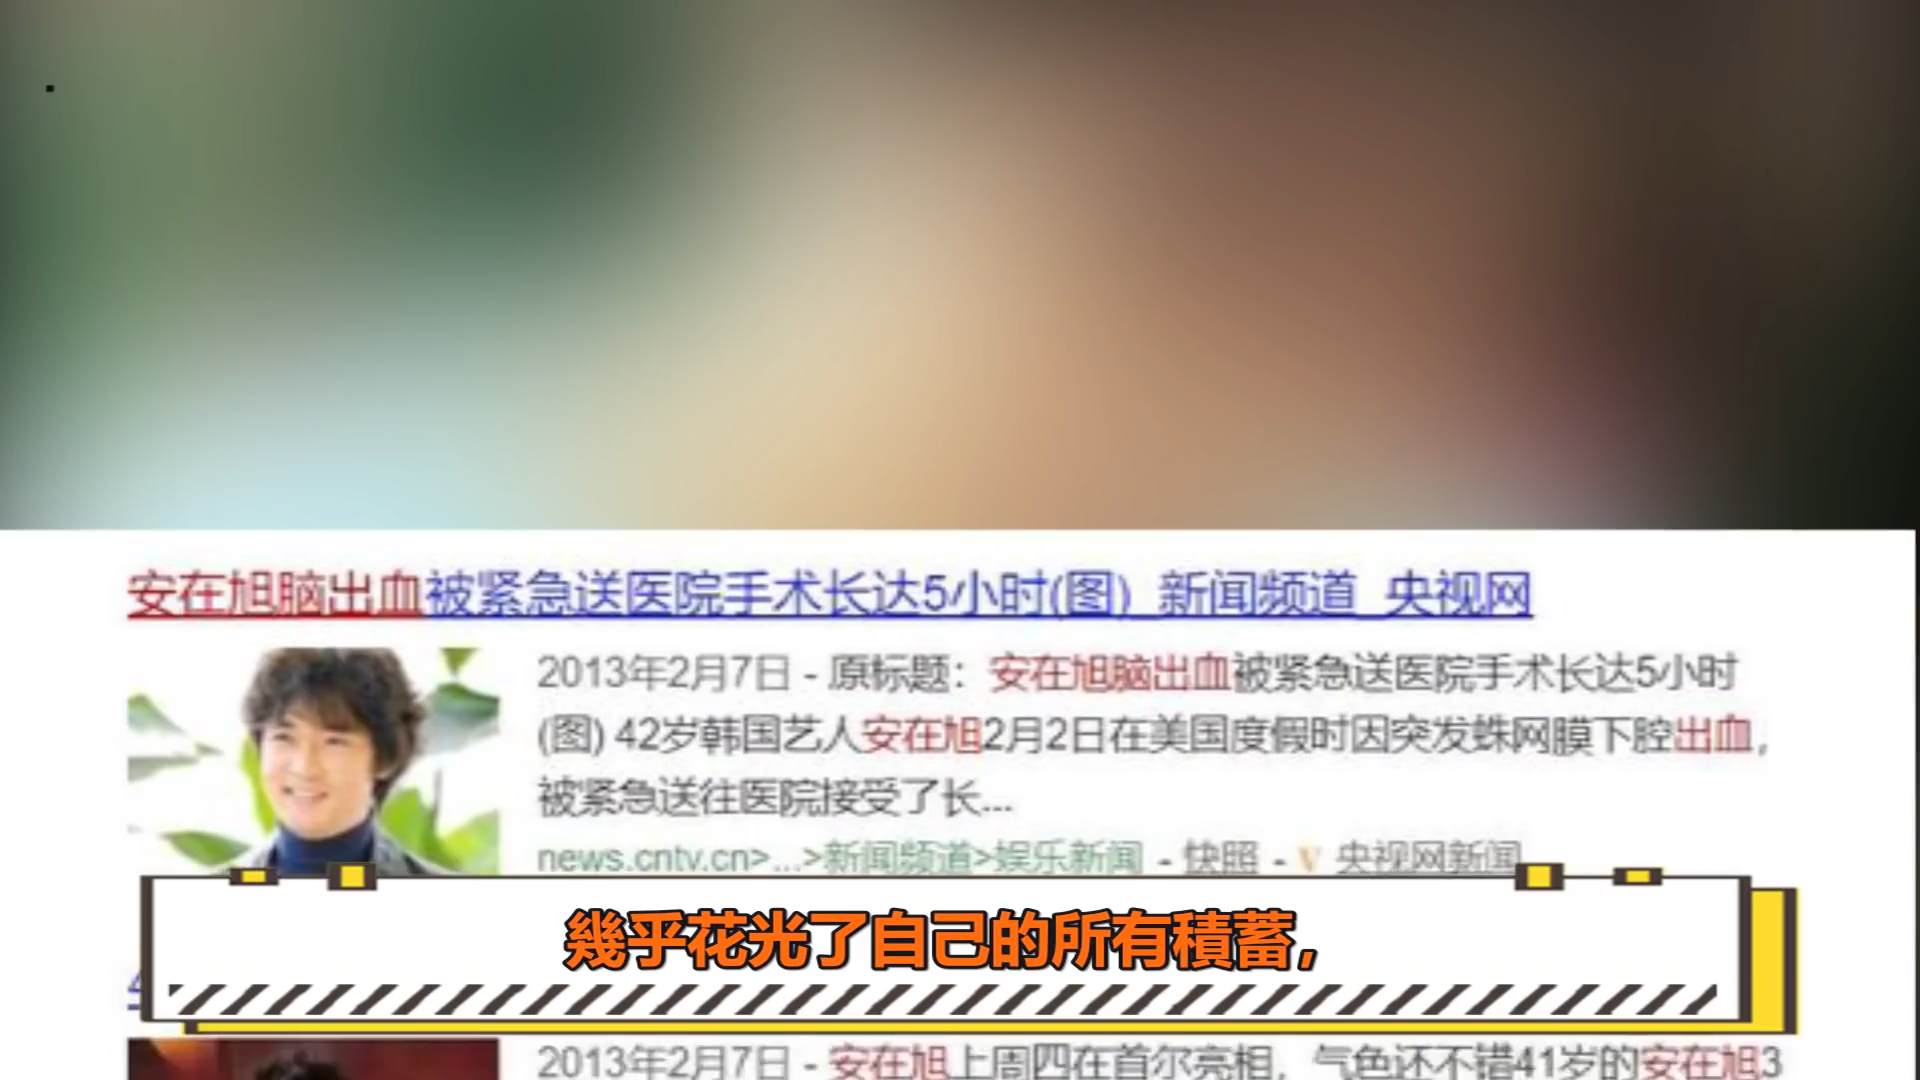 安在旭脑出血被紧急送医院手术长达5小时(图)_新闻频道_央视网
2013年2月7日 - 原标题：安在旭脑出血被紧急送医院手术长达5小时
(图) 42岁韩国艺人安在旭2月2日在美国度假时因突发蛛网膜下腔出血，
被紧急送往医院接受了长...
news.cntv.cn>...>新闻频道>娱乐新闻 - 快照 - V 央视网新闻
幾乎花光了自己的所有積蓄，
2013年2月7日 - 安在旭上周四在首尔亮相，气色还不错41岁的安在旭3